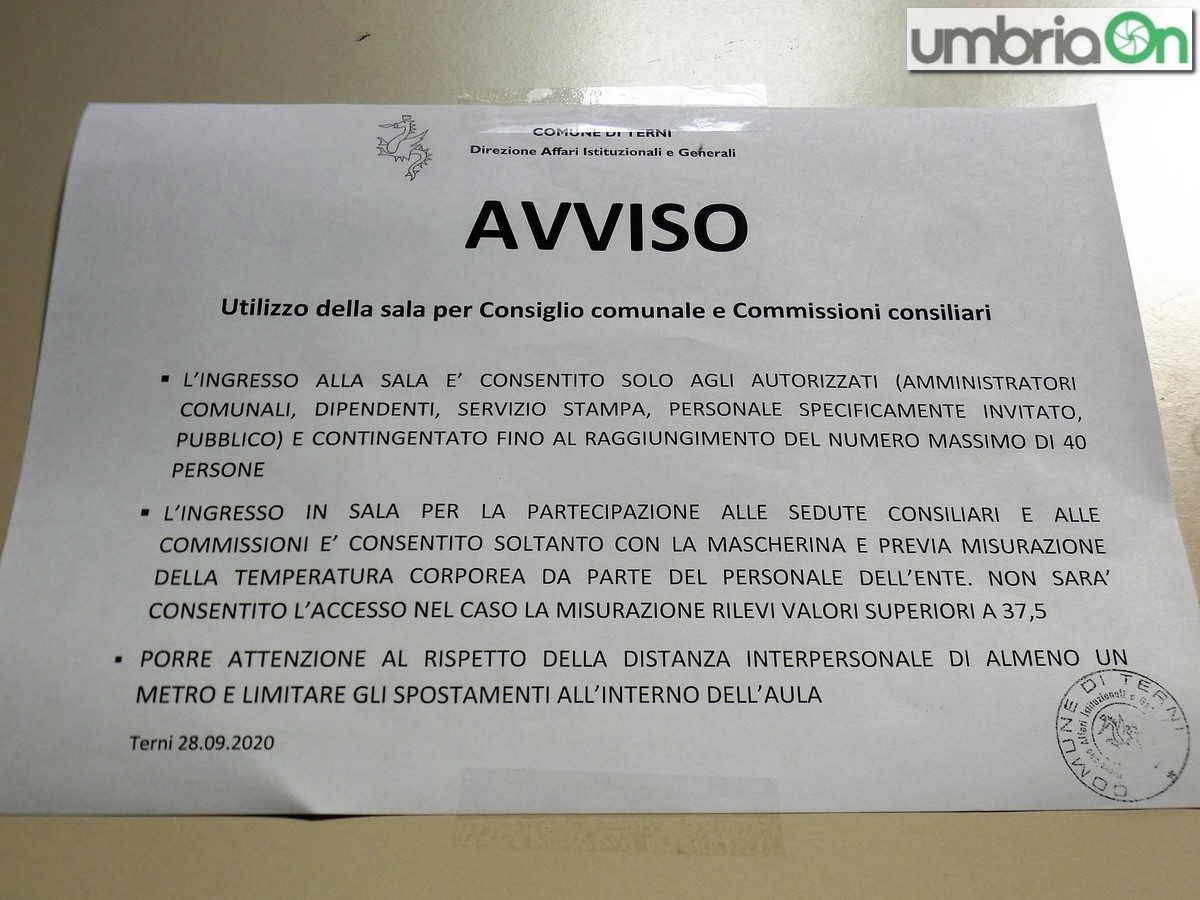 umbriaOn
COMUNE DI TERNI
Direzione Affari Istituzionali e Generali
AVVISO
Utilizzo della sala per Consiglio comunale e Commissioni consiliari
▪ L'INGRESSO ALLA SALA E' CONSENTITO SOLO AGLI AUTORIZZATI (AMMINISTRATORI
COMUNALI, DIPENDENTI, SERVIZIO STAMPA, PERSONALE SPECIFICAMENTE INVITATO,
PUBBLICO) E CONTINGENTATO FINO AL RAGGIUNGIMENTO DEL NUMERO MASSIMO DI 40
PERSONE
▪ L'INGRESSO IN SALA PER LA PARTECIPAZIONE ALLE SEDUTE CONSILIARI E ALLE
COMMISSIONI E' CONSENTITO SOLTANTO CON LA MASCHERINA E PREVIA MISURAZIONE
DELLA TEMPERATURA CORPOREA DA PARTE DEL PERSONALE DELL'ENTE. NON SARA'
CONSENTITO L'ACCESSO NEL CASO LA MISURAZIONE RILEVI VALORI SUPERIORI A 37,5
▪ PORRE ATTENZIONE AL RISPETTO DELLA DISTANZA INTERPERSONALE DI ALMENO UN
METRO E LIMITARE GLI SPOSTAMENTI ALL'INTERNO DELL'AULA
Terni 28.09.2020
COMUNE DI TERNI
Affari Istituzionali e